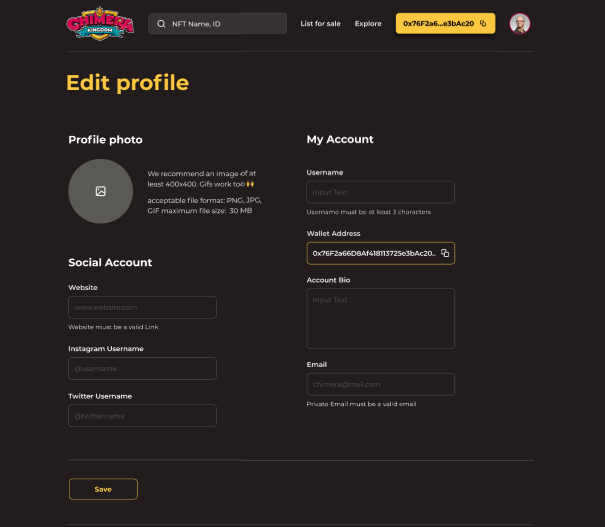 CHIMERA
KINGDOM
NFT Name, ID
List for sale
Explore
0x76F2a6...e3bAc20
Edit profile
Profile photo
We recommend an image of at
least 400x400. Gifs work too 🙌
acceptable file format: PNG, JPG,
GIF maximum file size: 30 MB
Social Account
Website
www.website.com
Website must be a valid Link
Instagram Username
@username
Twitter Username
@twittername
My Account
Username
Input Text
Username must be at least 3 characters
Wallet Address
0x76F2a66D8Af418113725e3bAc20..
Account Bio
Input Text
Email
chimera@mail.com
Private Email must be a valid email
Save